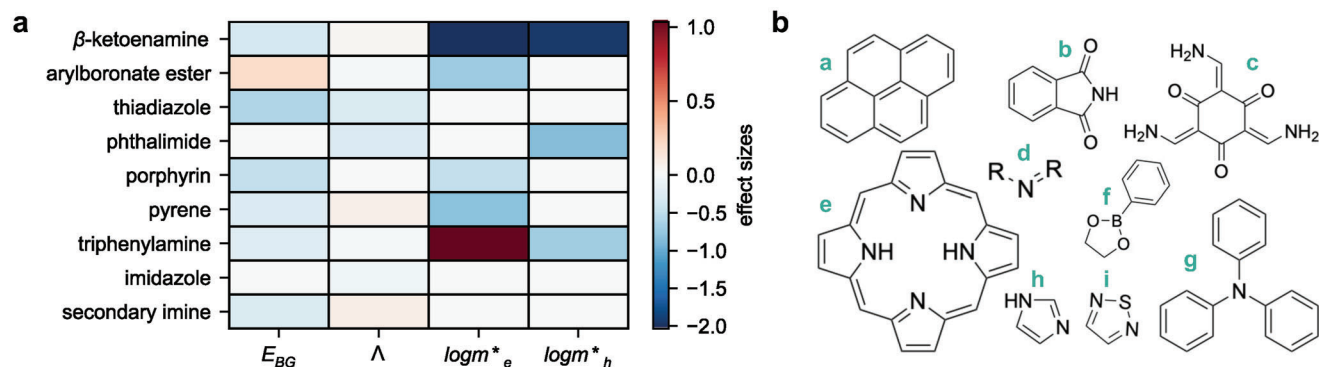 a
β-ketoenamine
arylboronate ester
thiadiazole
phthalimide
porphyrin
pyrene
triphenylamine
imidazole
secondary imine
E_BG
Λ
logm*_e
logm*_h
1.0
0.5
0.0
−0.5
−1.0
−1.5
−2.0
effect sizes
b
a
b
O
NH
O
c
H₂N
O
O
H₂N
NH₂
O
d
R
N
R
e
N
NH
HN
N
f
B
O
O
g
N
h
HN
N
i
N
S
N